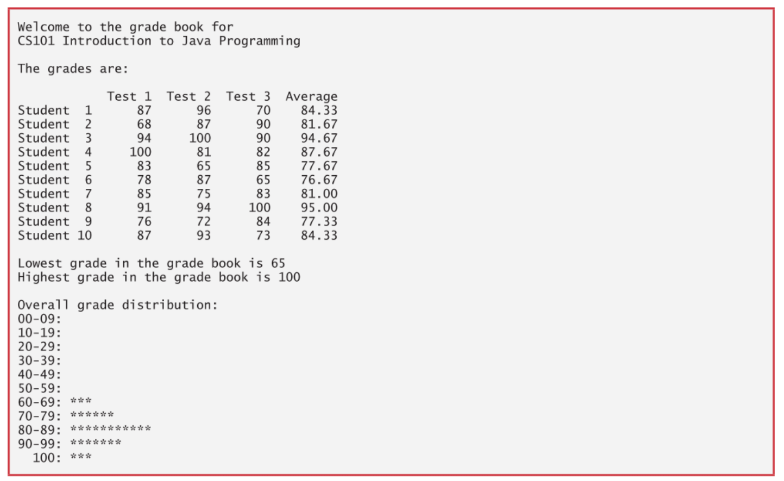 Welcome to the grade book for
CS101 Introduction to Java Programming
The grades are:
Test 1 Test 2 Test 3 Average
Student 1 87 96 70 84.33
Student 2 68 87 90 81.67
Student 3 94 100 90 94.67
Student 4 100 81 82 87.67
Student 5 83 65 85 77.67
Student 6 78 87 65 76.67
Student 7 85 75 83 81.00
Student 8 91 94 100 95.00
Student 9 76 72 84 77.33
Student 10 87 93 73 84.33
Lowest grade in the grade book is 65
Highest grade in the grade book is 100
Overall grade distribution:
00-09:
10-19:
20-29:
30-39:
40-49:
50-59:
60-69: ***
70-79: ******
80-89: ***********
90-99: *******
100: ***